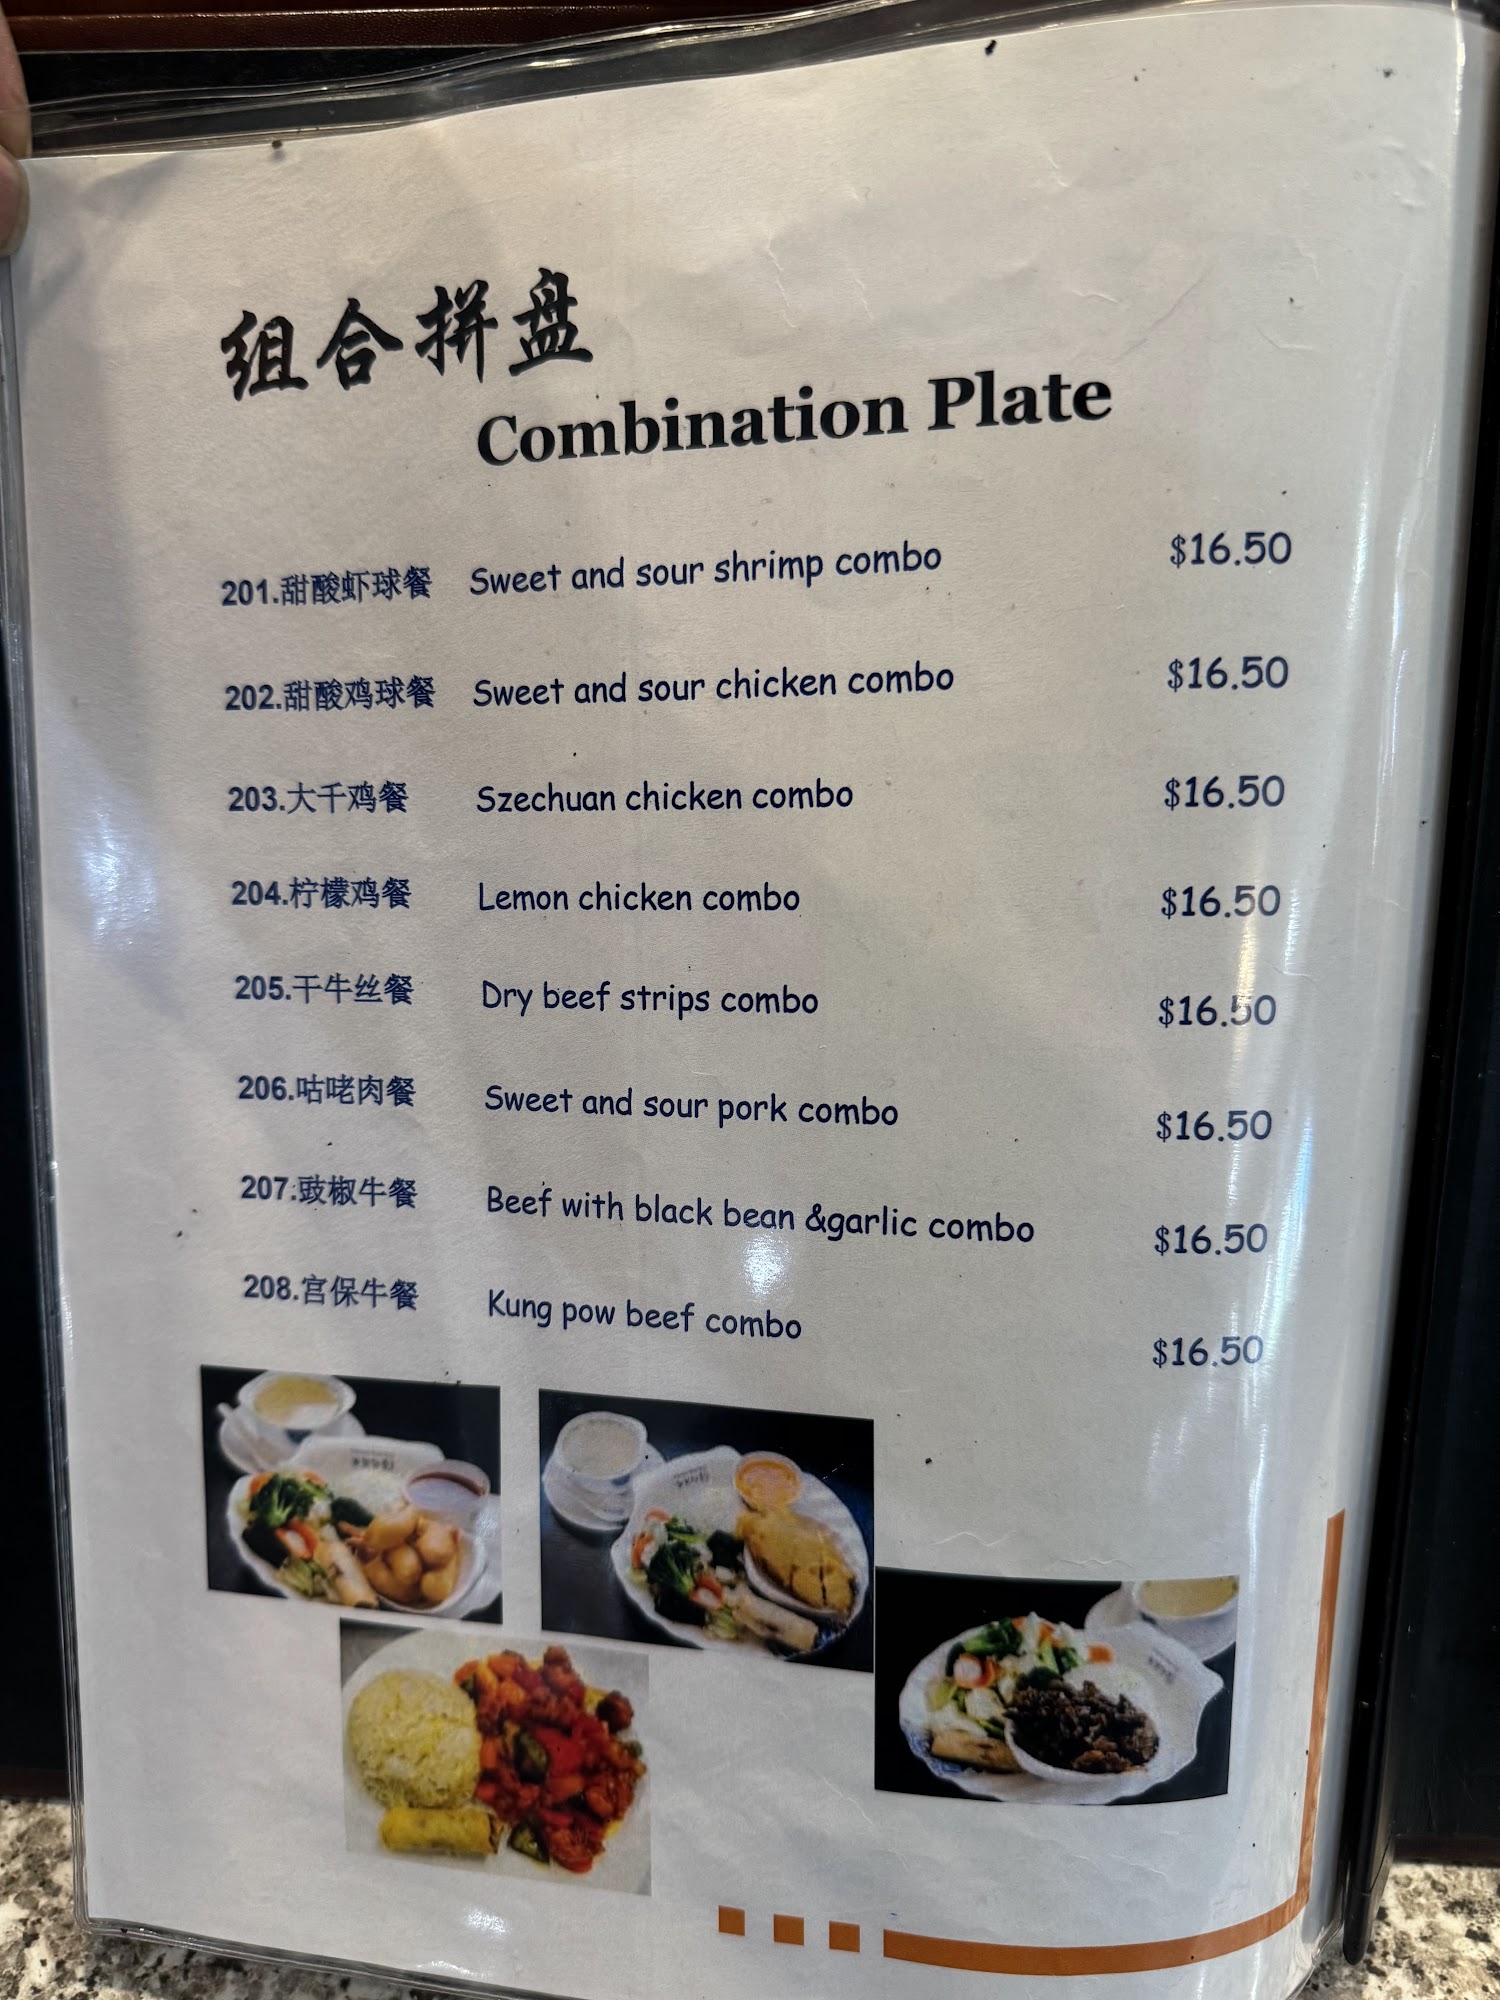 组合拼盘
Combination Plate
201.甜酸虾球餐 Sweet and sour shrimp combo $16.50
202.甜酸鸡球餐 Sweet and sour chicken combo $16.50
203.大千鸡餐 Szechuan chicken combo $16.50
204.柠檬鸡餐 Lemon chicken combo $16.50
205.干牛丝餐 Dry beef strips combo $16.50
206.咕咾肉餐 Sweet and sour pork combo $16.50
207.豉椒牛餐 Beef with black bean &garlic combo $16.50
208.宫保牛餐 Kung pow beef combo $16.50